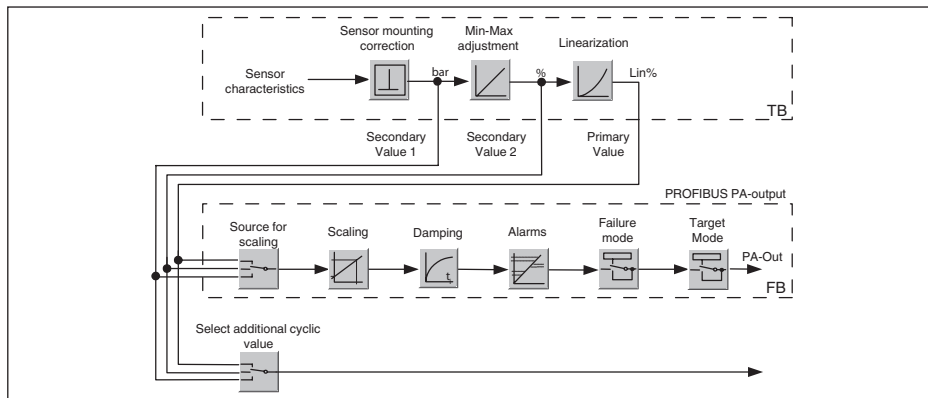 Sensor mounting
correction
Min-Max
adjustment
Linearization
Sensor
characteristics
bar
%
Lin%
TB
Secondary
Value 1
Secondary
Value 2
Primary
Value
PROFIBUS PA-output
Source for
scaling
Scaling
Damping
Alarms
Failure
mode
Target
Mode
t
PA-Out
FB
Select additional cyclic
value